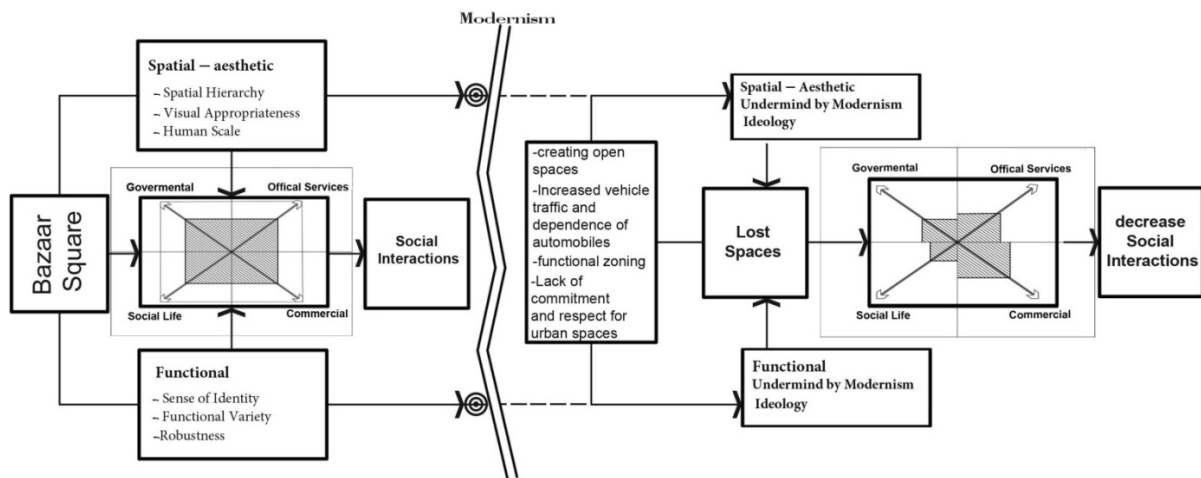 Modernism
Spatial – aesthetic
~ Spatial Hierarchy
~ Visual Appropriateness
~ Human Scale
Bazaar
Square
Govermental
Offical Services
Social Life
Commercial
Social
Interactions
Functional
~ Sense of Identity
~ Functional Variety
~Robustness
-creating open
spaces
-Increased vehicle
traffic and
dependence of
automobiles
-functional zoning
-Lack of
commitment
and respect for
urban spaces
Spatial – Aesthetic
Undermind by Modernism
Ideology
Lost
Spaces
Functional
Undermind by Modernism
Ideology
Govermental
Offical Services
Social Life
Commercial
decrease
Social
Interactions